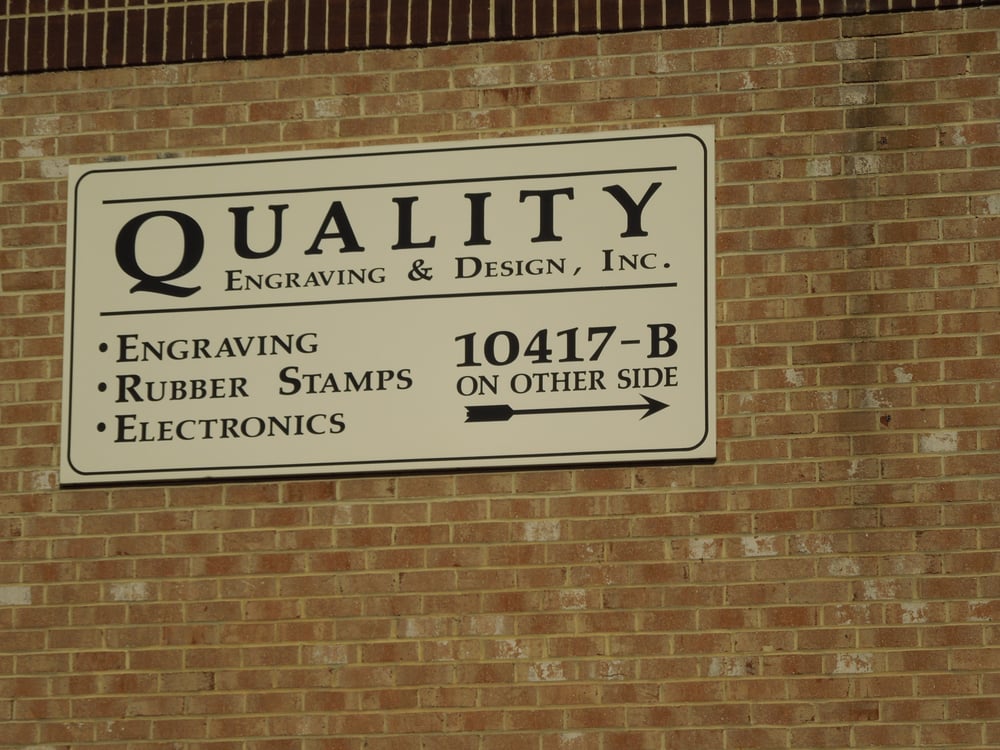 QUALITY
ENGRAVING & DESIGN, INC.
• ENGRAVING
• RUBBER STAMPS
• ELECTRONICS
10417-B
ON OTHER SIDE